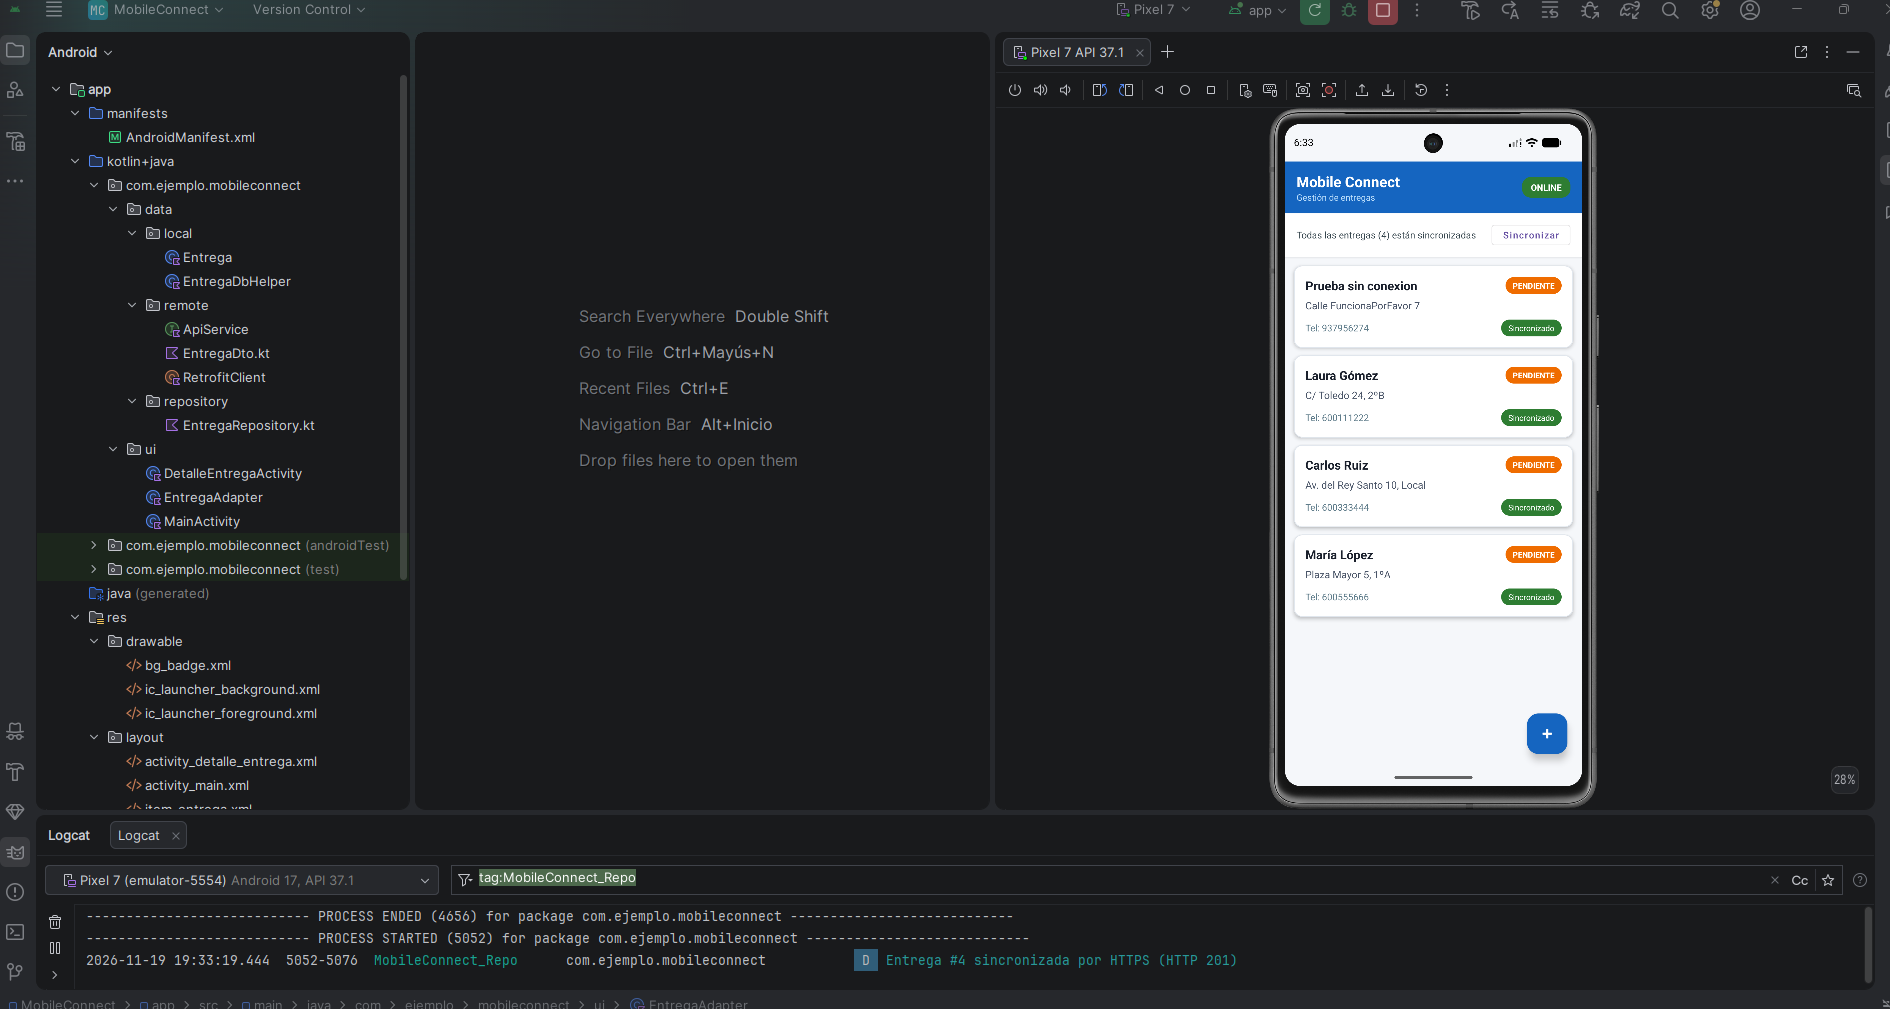 MC MobileConnect Version Control Pixel 7 app
Android
Pixel 7 API 37.1
app
manifests
AndroidManifest.xml
kotlin+java
com.ejemplo.mobileconnect
data
local
Entrega
EntregaDbHelper
remote
ApiService
EntregaDto.kt
RetrofitClient
repository
EntregaRepository.kt
ui
DetalleEntregaActivity
EntregaAdapter
MainActivity
com.ejemplo.mobileconnect (androidTest)
com.ejemplo.mobileconnect (test)
java (generated)
res
drawable
bg_badge.xml
ic_launcher_background.xml
ic_launcher_foreground.xml
layout
activity_detalle_entrega.xml
activity_main.xml
item_entrega.xml
Search Everywhere Double Shift
Go to File Ctrl+Mayús+N
Recent Files Ctrl+E
Navigation Bar Alt+Inicio
Drop files here to open them
6:33
Mobile Connect
ONLINE
Gestión de entregas
Todas las entregas (4) están sincronizadas Sincronizar
Prueba sin conexion PENDIENTE
Calle FuncionaPorFavor 7
Tel: 937956274 Sincronizado
Laura Gómez PENDIENTE
C/ Toledo 24, 2ºB
Tel: 600111222 Sincronizado
Carlos Ruiz PENDIENTE
Av. del Rey Santo 10, Local
Tel: 600333444 Sincronizado
María López PENDIENTE
Plaza Mayor 5, 1ºA
Tel: 600555666 Sincronizado
+
28%
Logcat Logcat
Pixel 7 (emulator-5554) Android 17, API 37.1 tag:MobileConnect_Repo Cc
---------------------------- PROCESS ENDED (4656) for package com.ejemplo.mobileconnect ----------------------------
---------------------------- PROCESS STARTED (5052) for package com.ejemplo.mobileconnect ----------------------------
2026-11-19 19:33:19.444 5052-5076 MobileConnect_Repo com.ejemplo.mobileconnect D Entrega #4 sincronizada por HTTPS (HTTP 201)
MobileConnect > app > src > main > java > com > ejemplo > mobileconnect > ui > EntregaAdapter